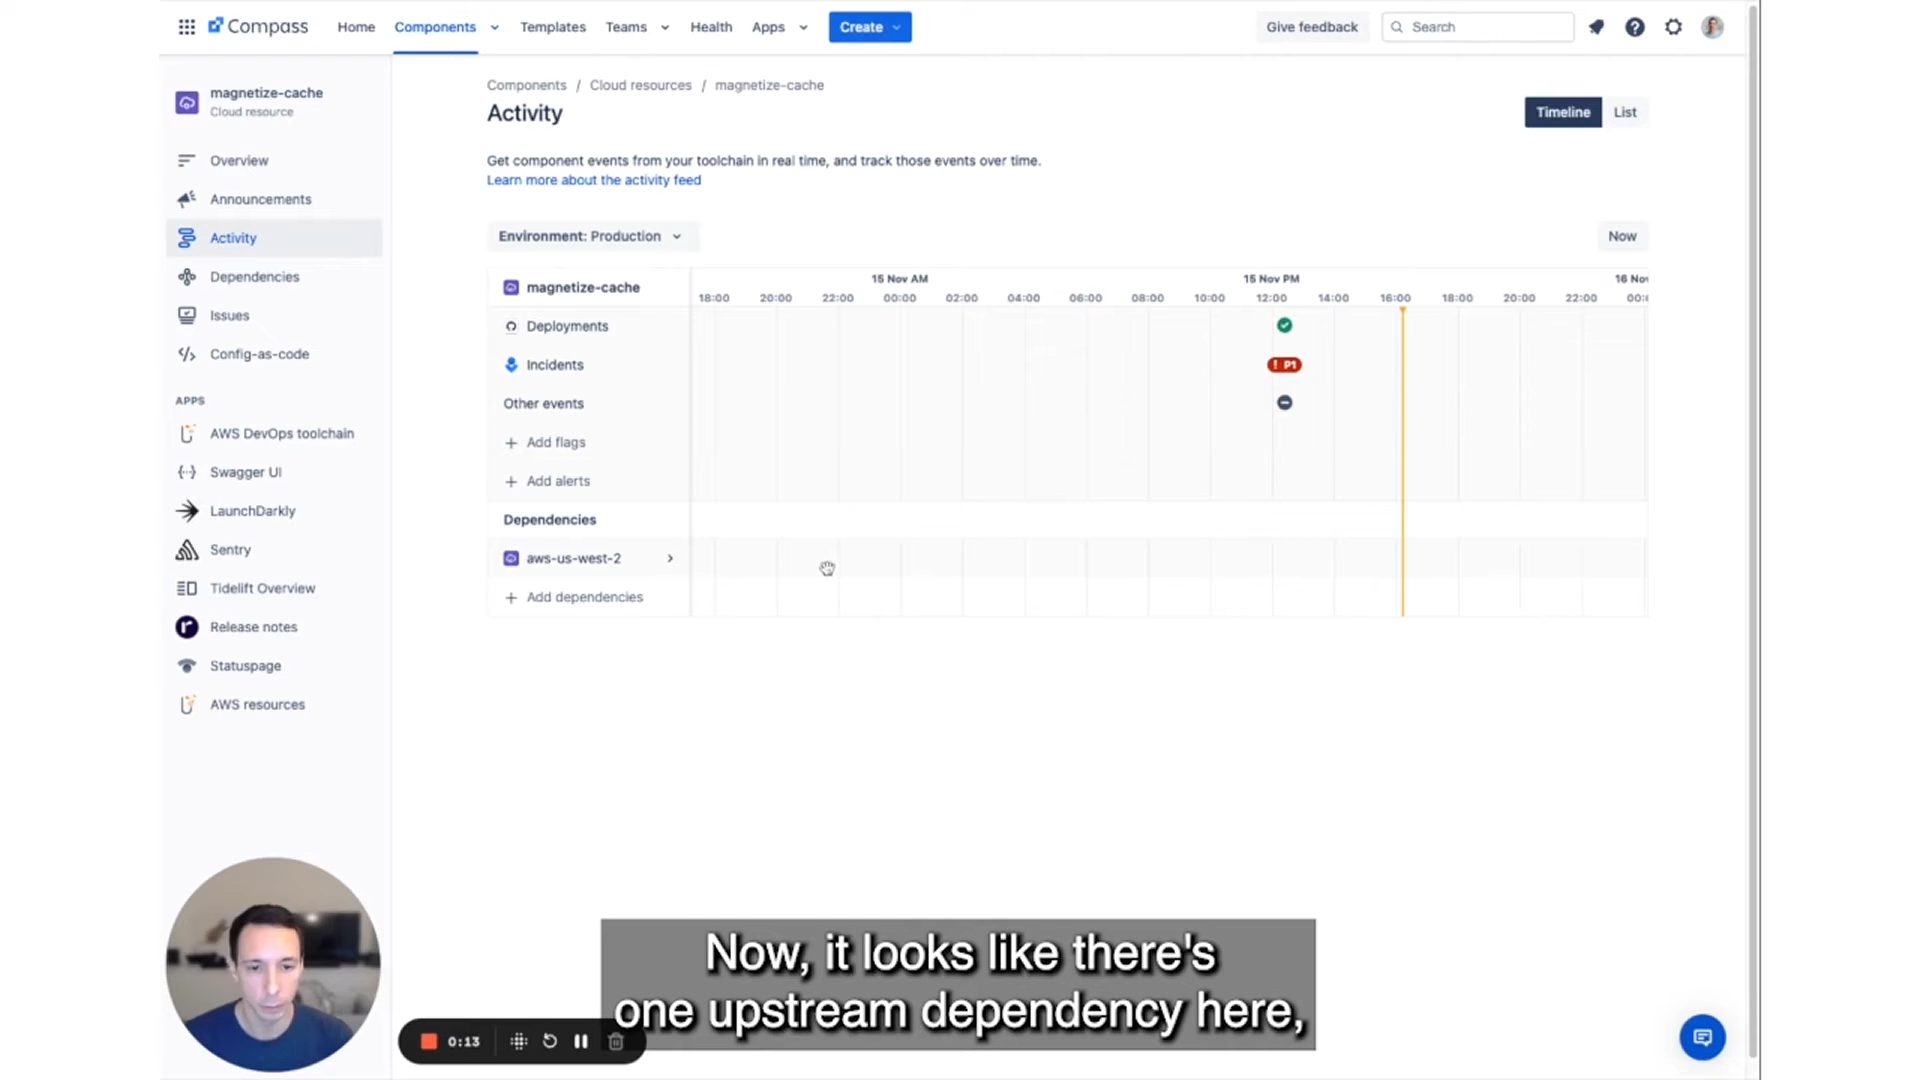 Compass
Home
Components
Templates
Teams
Health
Apps
Create
Give feedback
Search
magnetize-cache
Cloud resource
Overview
Announcements
Activity
Dependencies
Issues
Config-as-code
APPS
AWS DevOps toolchain
Swagger UI
LaunchDarkly
Sentry
Tidelift Overview
Release notes
Statuspage
AWS resources
Components / Cloud resources / magnetize-cache
Activity
Timeline
List
Get component events from your toolchain in real time, and track those events over time.
Learn more about the activity feed
Environment: Production
Now
magnetize-cache
15 Nov AM
15 Nov PM
16 Nov
18:00 20:00 22:00 00:00 02:00 04:00 06:00 08:00 10:00 12:00 14:00 16:00 18:00 20:00 22:00
Deployments
Incidents
! P1
Other events
+ Add flags
+ Add alerts
Dependencies
aws-us-west-2
+ Add dependencies
0:13
Now, it looks like there's
one upstream dependency here,